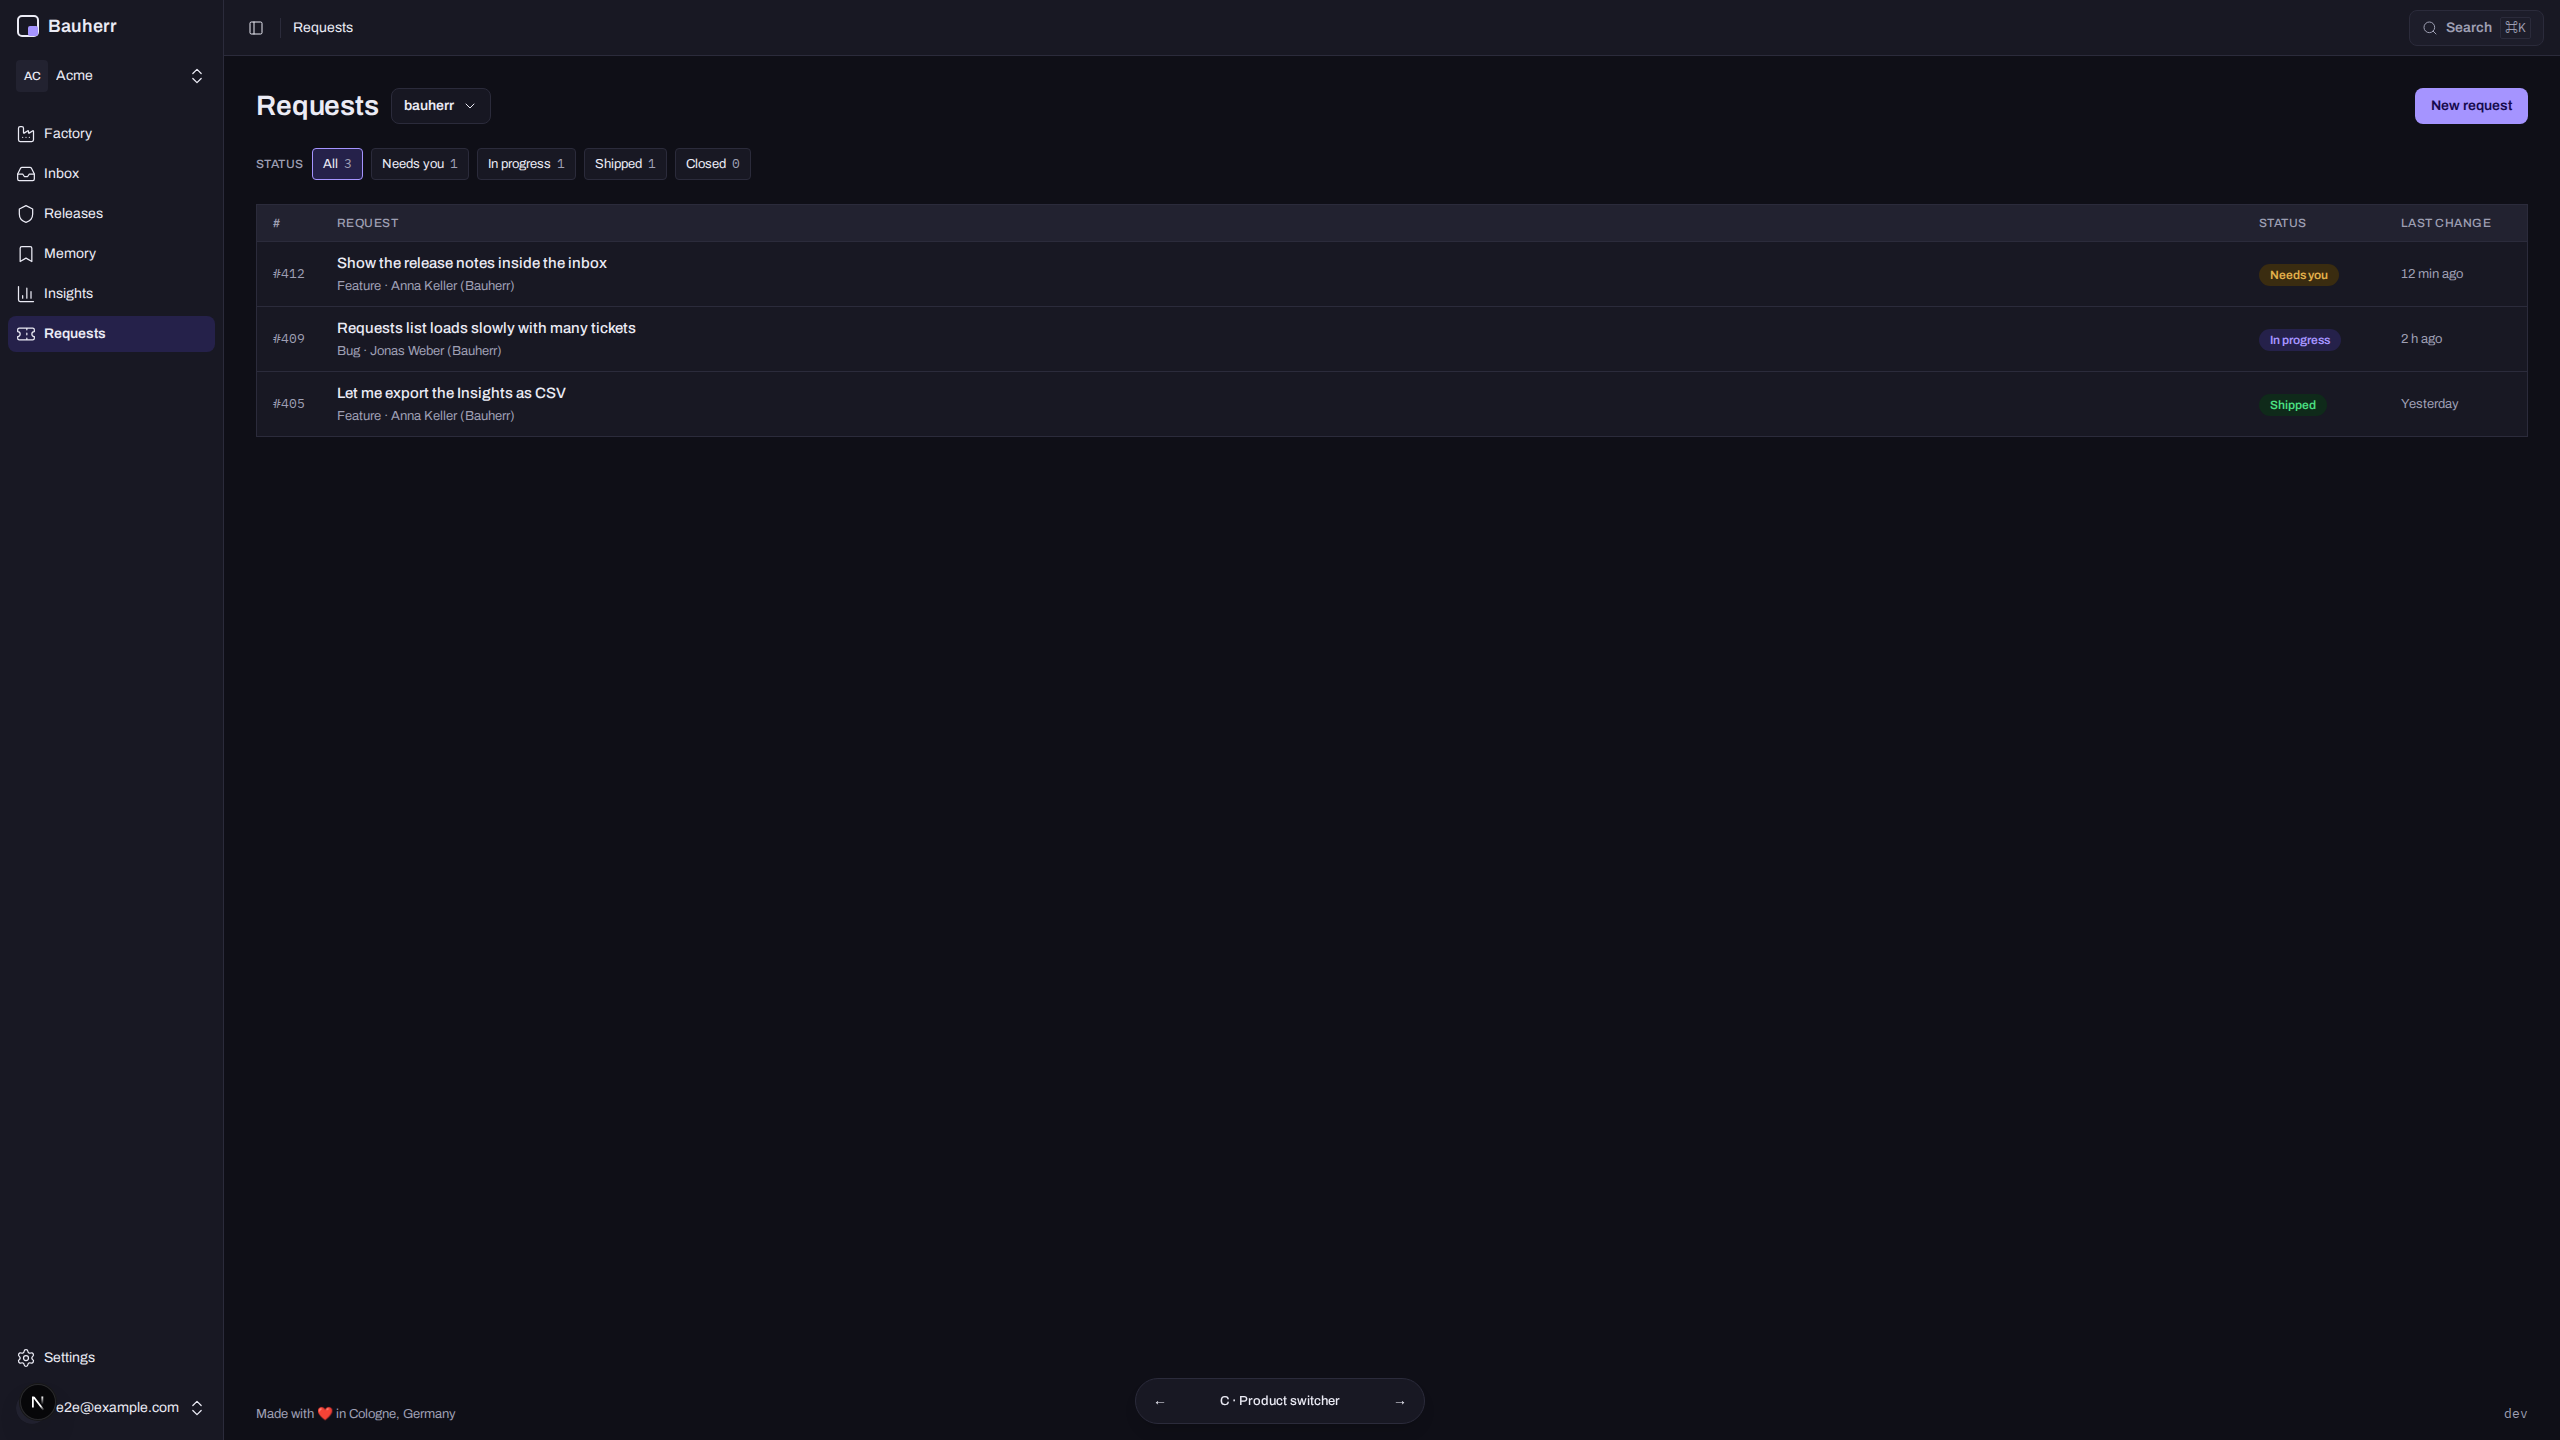 Bauherr
AC Acme
Factory
Inbox
Releases
Memory
Insights
Requests
Settings
N e2e@example.com
Requests
Search ⌘K
Requests bauherr
New request
STATUS All 3 Needs you 1 In progress 1 Shipped 1 Closed 0
# REQUEST STATUS LAST CHANGE
#412 Show the release notes inside the inbox Needs you 12 min ago
Feature · Anna Keller (Bauherr)
#409 Requests list loads slowly with many tickets In progress 2 h ago
Bug · Jonas Weber (Bauherr)
#405 Let me export the Insights as CSV Shipped Yesterday
Feature · Anna Keller (Bauherr)
Made with ❤️ in Cologne, Germany
← C · Product switcher →
dev